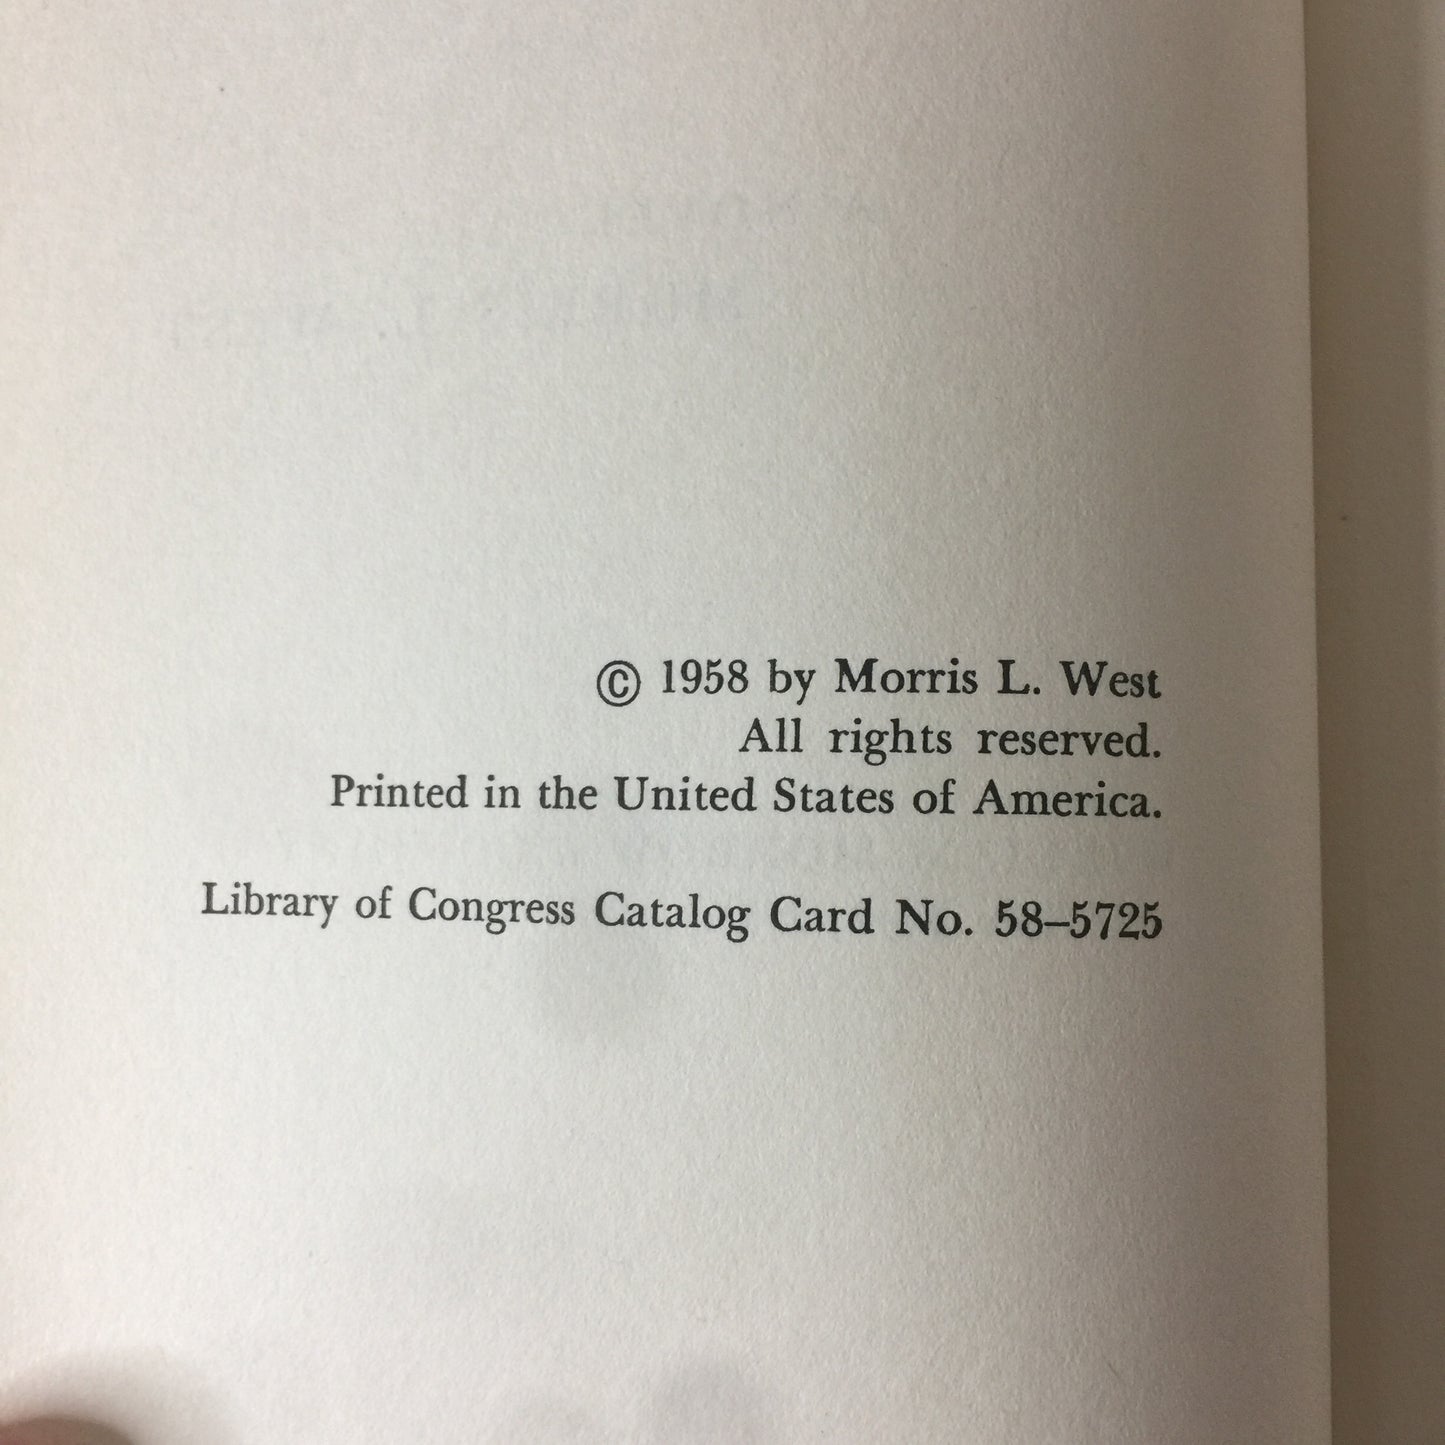 © 1958 by Morris L. West
All rights reserved.
Printed in the United States of America.
Library of Congress Catalog Card No. 58–5725